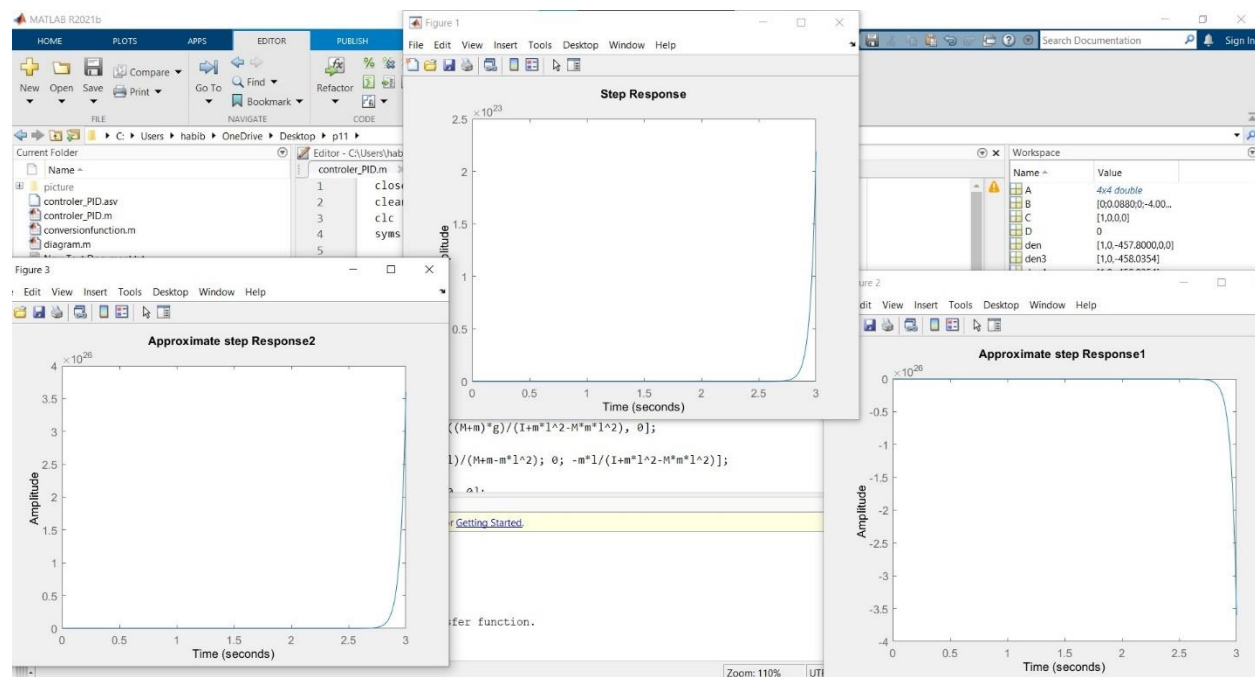 MATLAB R2021b
HOME PLOTS APPS EDITOR PUBLISH
Search Documentation
Sign In
New Open Save
Compare
Print
Go To
Find
Bookmark
Refactor
FILE NAVIGATE CODE
C: Users habib OneDrive Desktop p11
Current Folder
Name
picture
controler_PID.asv
controler_PID.m
conversionfunction.m
diagram.m
Editor - C:\Users\hab
controler_PID.m
1 close
2 clear
3 clc
4 syms
5
Figure 1
File Edit View Insert Tools Desktop Window Help
Step Response
×10^23
2.5
2
1.5
1
0.5
0
0 0.5 1 1.5 2 2.5 3
Time (seconds)
Workspace
Name Value
A 4x4 double
B [0;0.0880;0;-4.00...
C [1,0,0,0]
D 0
den [1,0,-457.8000,0,0]
den3 [1,0,-458.0354]
Figure 3
Edit View Insert Tools Desktop Window Help
Approximate step Response2
×10^26
4
3.5
3
2.5
2
1.5
1
0.5
0
Amplitude
0 0.5 1 1.5 2 2.5 3
Time (seconds)
((M+m)*g)/(I+m*l^2-M*m*l^2), 0];
l)/(M+m-m*l^2); 0; -m*l/(I+m*l^2-M*m*l^2)];
Getting Started.
function.
Zoom: 110%
2
Edit View Insert Tools Desktop Window Help
Approximate step Response1
×10^26
0
-0.5
-1
-1.5
-2
-2.5
-3
-3.5
-4
Amplitude
0 0.5 1 1.5 2 2.5 3
Time (seconds)